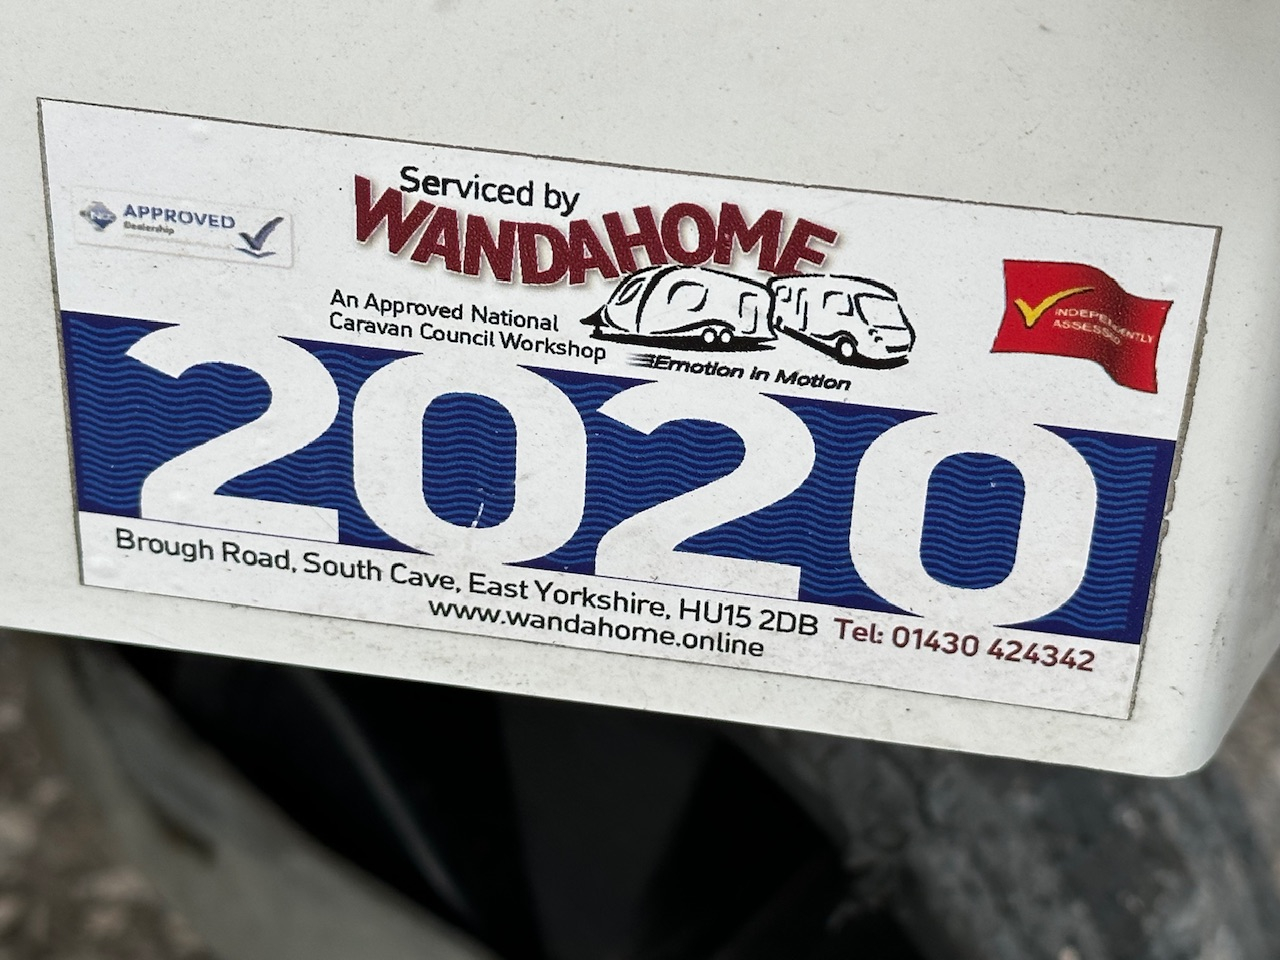 APPROVED
Dealership
Serviced by
WANDAHOME
An Approved National
Caravan Council Workshop
Emotion in Motion
INDEPENDENTLY
ASSESSED
2020
Brough Road, South Cave, East Yorkshire, HU15 2DB
Tel: 01430 424342
www.wandahome.online